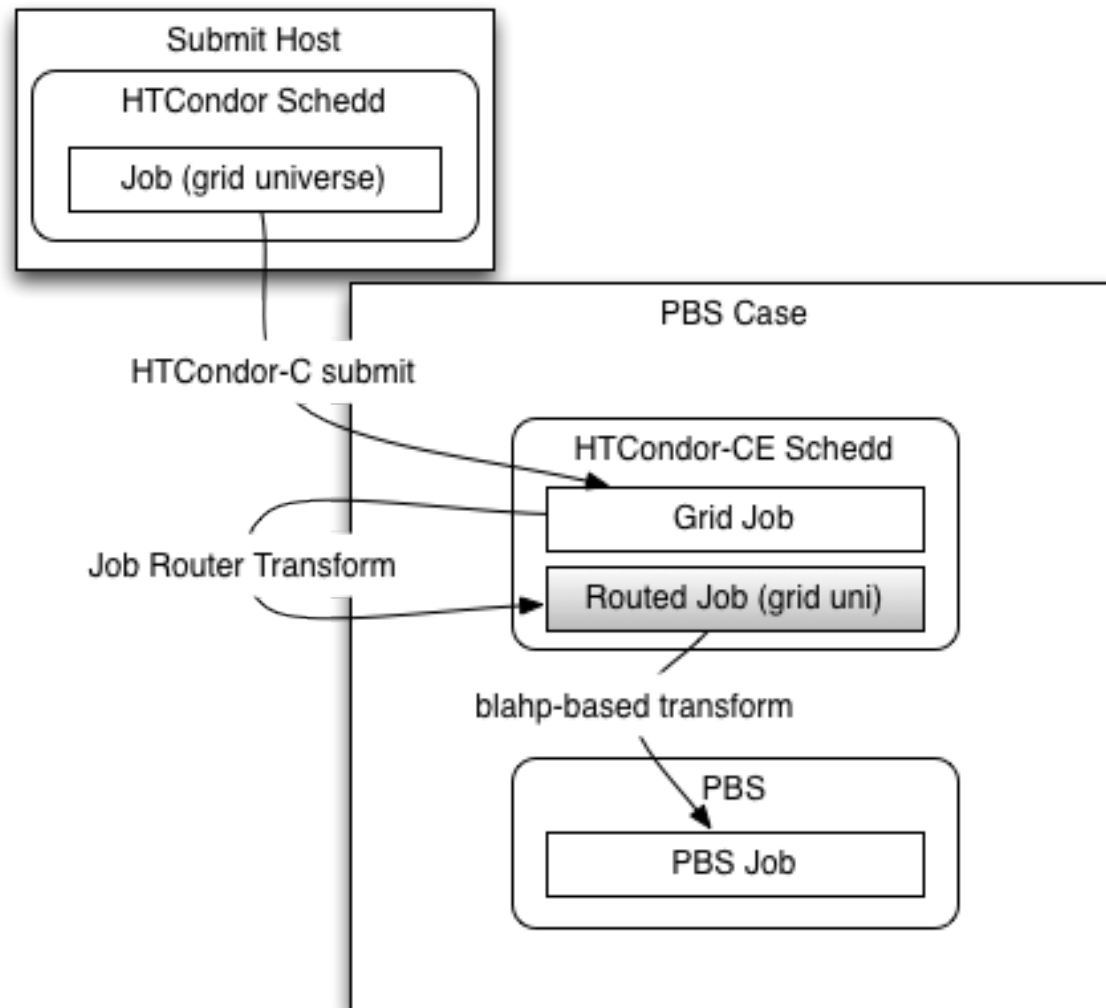 Submit Host
HTCondor Schedd
Job (grid universe)
PBS Case
HTCondor-C submit
HTCondor-CE Schedd
Grid Job
Job Router Transform
Routed Job (grid uni)
blahp-based transform
PBS
PBS Job